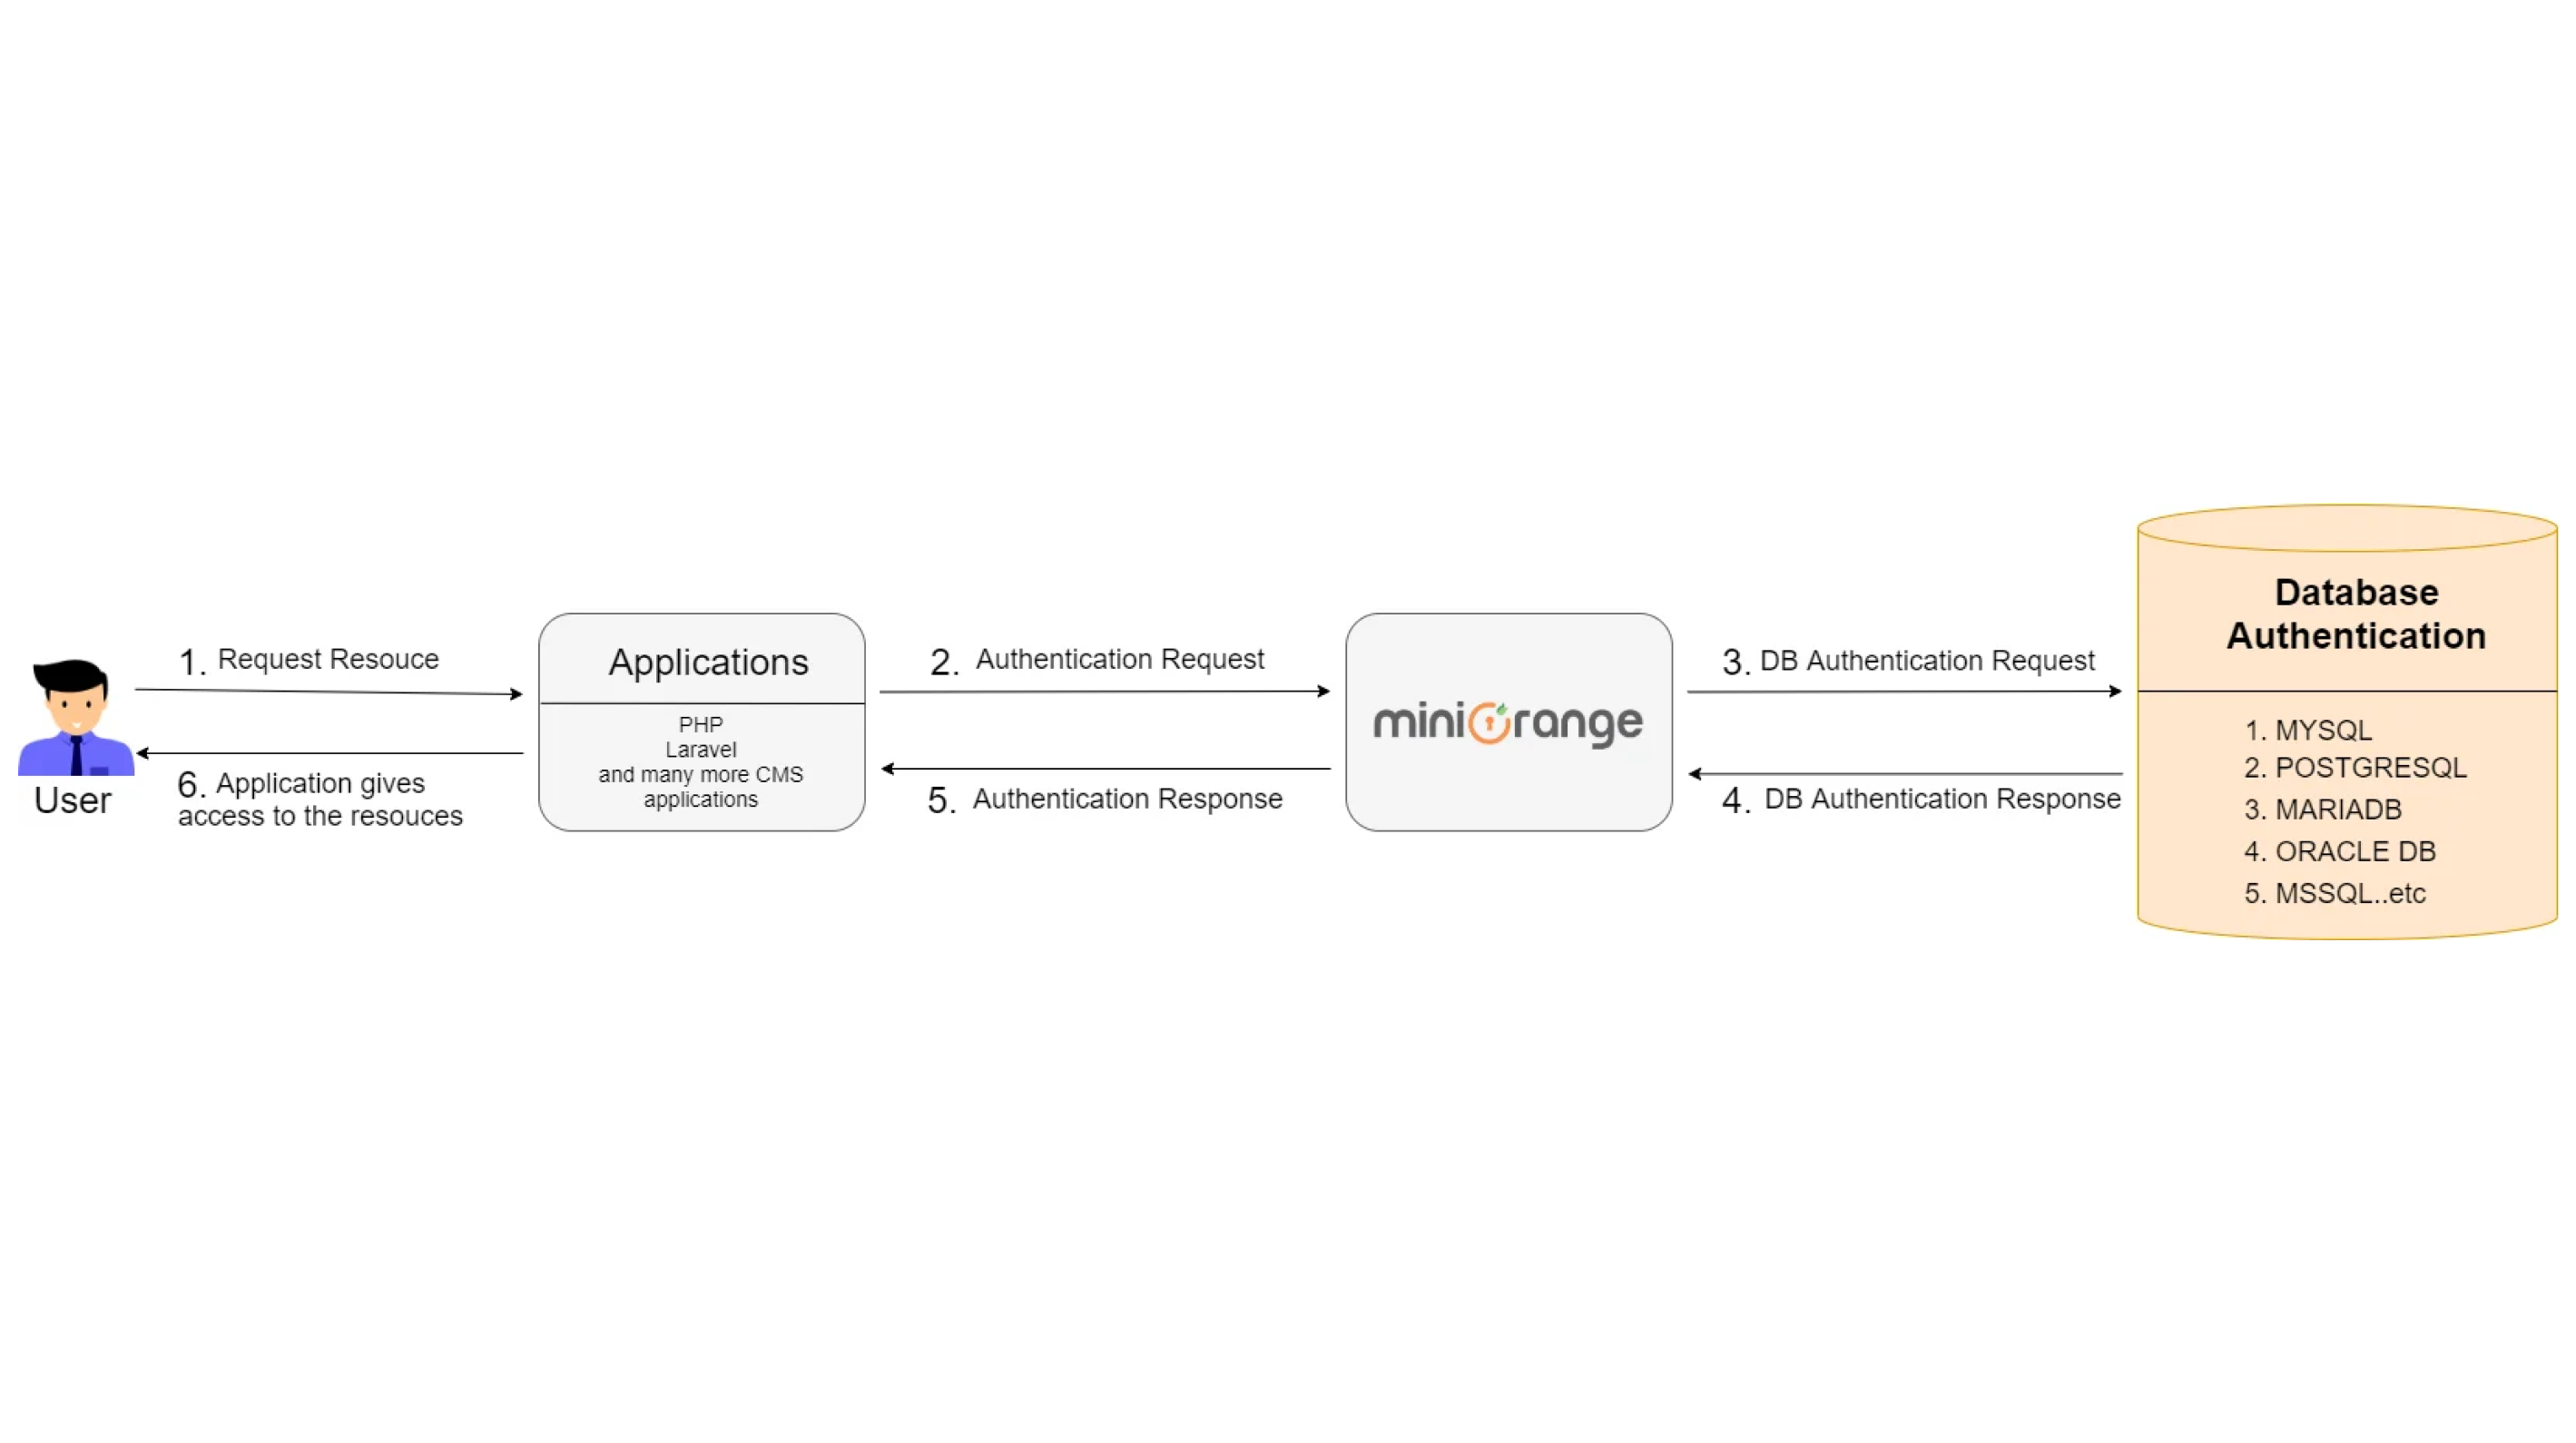 1. Request Resouce
6. Application gives
access to the resouces
User
Applications
PHP
Laravel
and many more CMS
applications
2. Authentication Request
5. Authentication Response
miniOrange
3. DB Authentication Request
4. DB Authentication Response
Database
Authentication
1. MYSQL
2. POSTGRESQL
3. MARIADB
4. ORACLE DB
5. MSSQL..etc